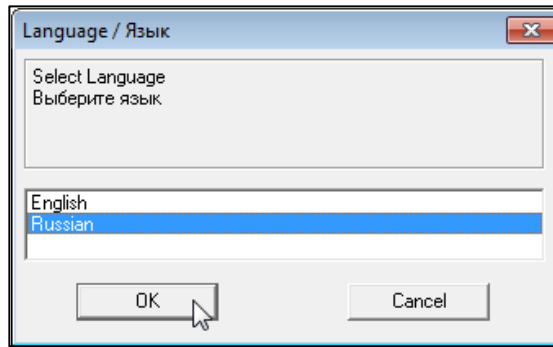 Language / Язык
Select Language
Выберите язык
English
Russian
OK
Cancel